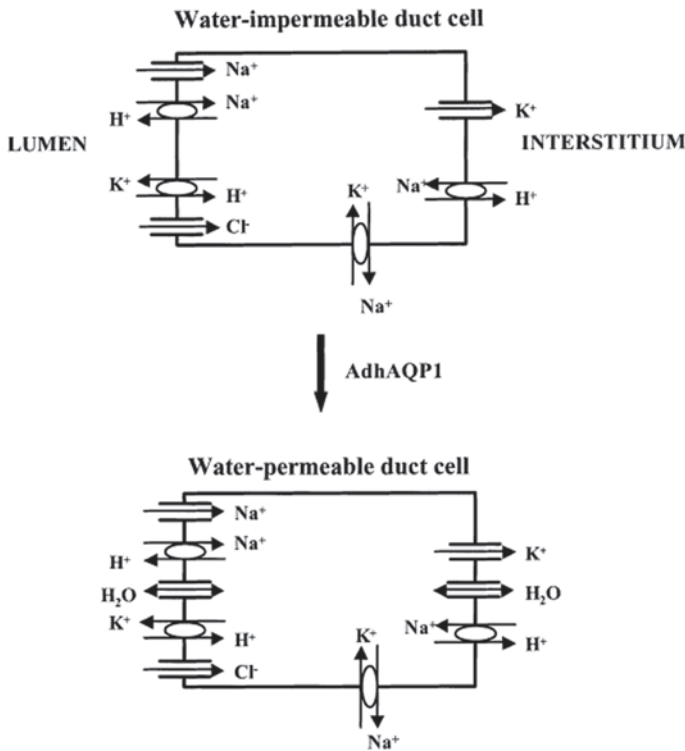 Water-impermeable duct cell
Na⁺
Na⁺
H⁺
K⁺
LUMEN
INTERSTITIUM
K⁺
H⁺
K⁺
Na⁺
H⁺
Cl⁻
Na⁺
AdhAQP1
Water-permeable duct cell
Na⁺
Na⁺
H⁺
K⁺
H₂O
H₂O
K⁺
H⁺
K⁺
Na⁺
H⁺
Cl⁻
Na⁺